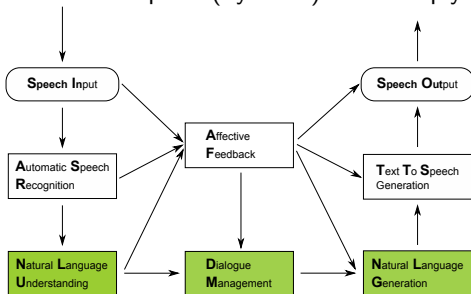 Speech Input
Speech Output
Affective
Feedback
Automatic Speech
Recognition
Text To Speech
Generation
Natural Language
Understanding
Dialogue
Management
Natural Language
Generation